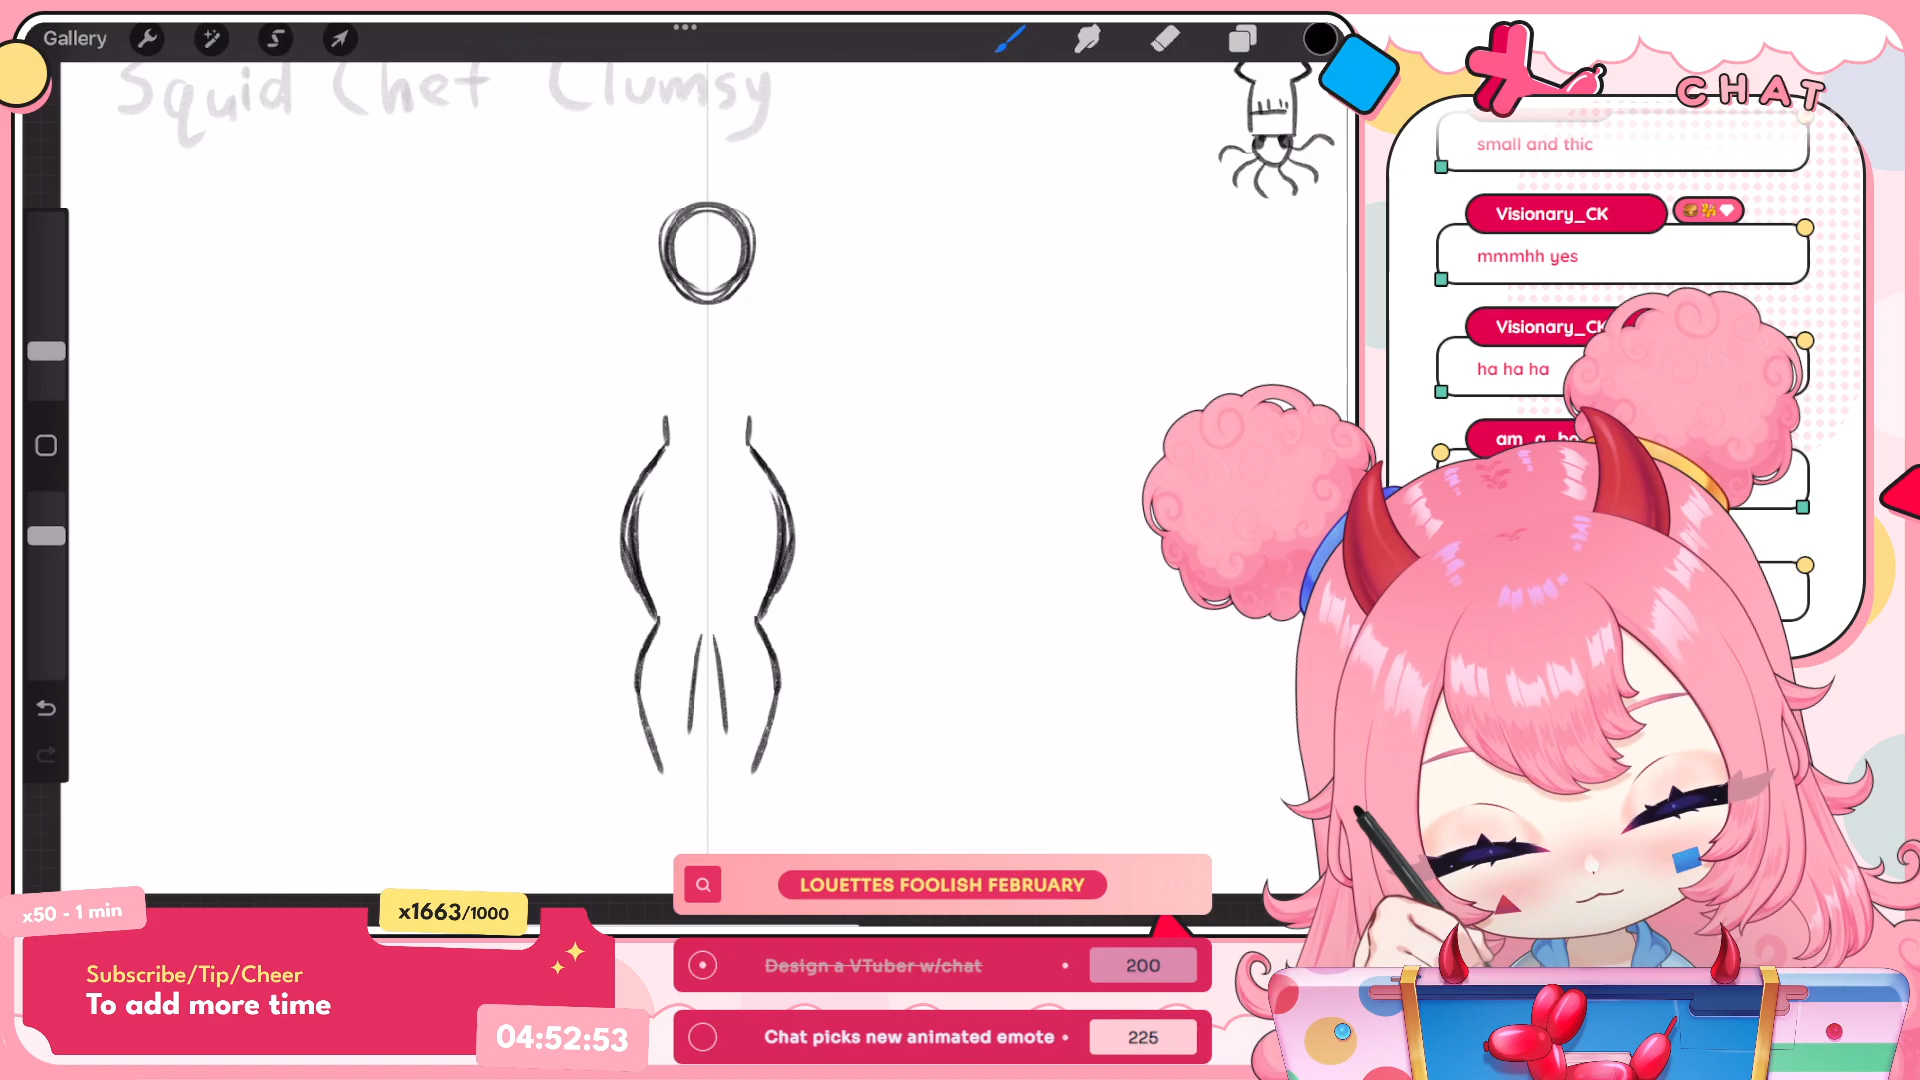 Gallery
Squid Chef Clumsy
CHAT
small and thic
Visionary_CK
mmmhh yes
Visionary_CK
ha ha ha
LOUETTES FOOLISH FEBRUARY
x50 - 1 min
x1663/1000
Subscribe/Tip/Cheer
To add more time
04:52:53
Design a VTuber w/chat • 200
Chat picks new animated emote • 225